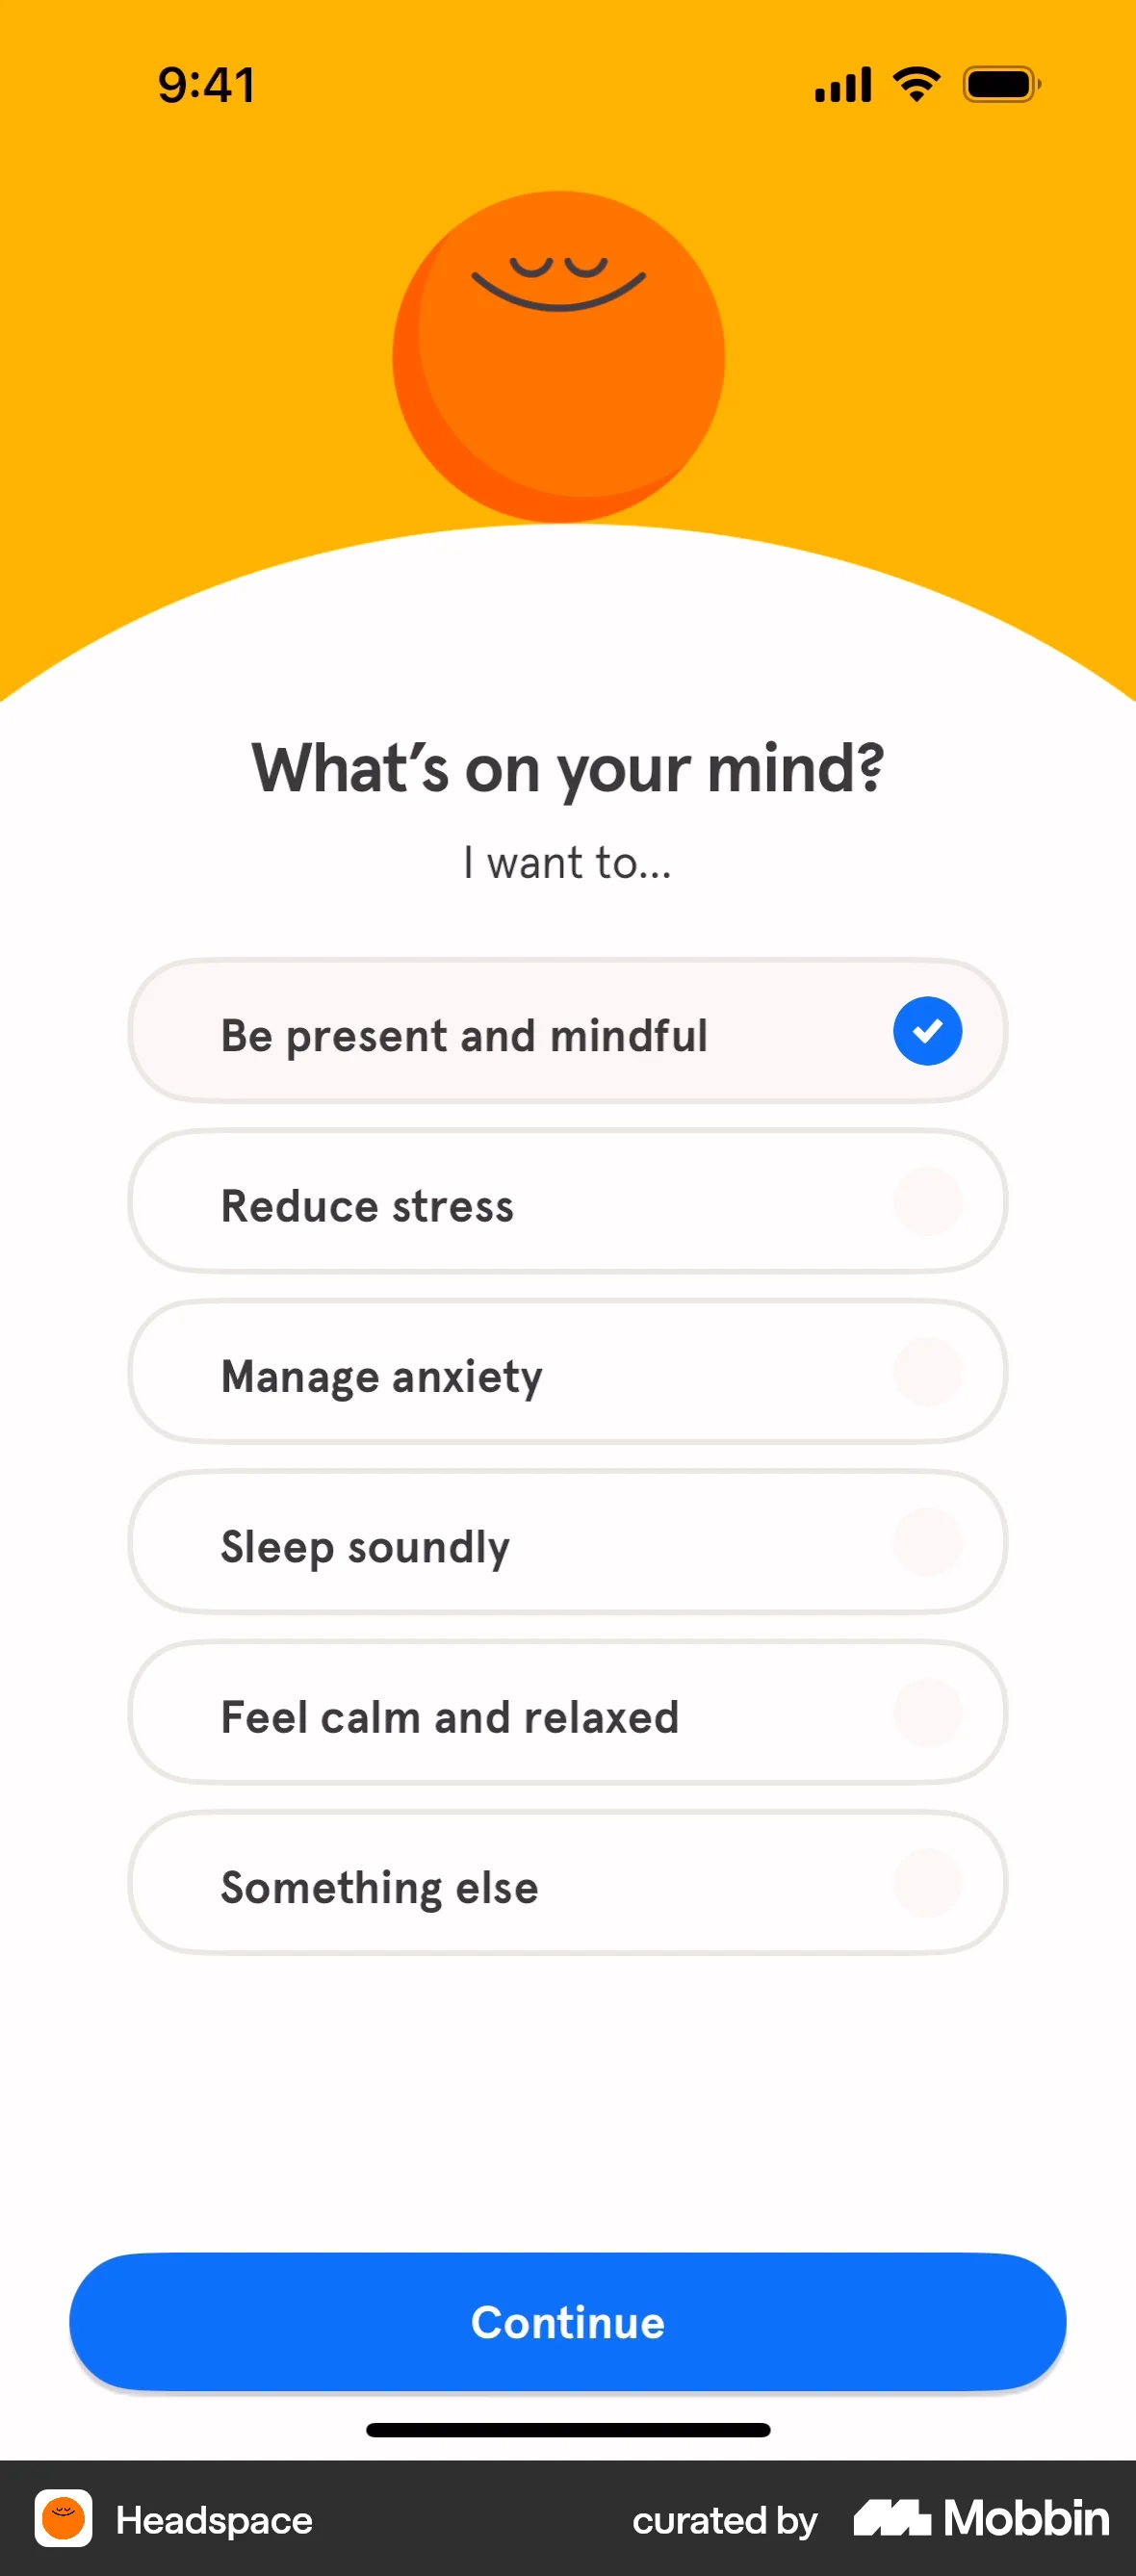 9:41
What’s on your mind?
I want to...
Be present and mindful
Reduce stress
Manage anxiety
Sleep soundly
Feel calm and relaxed
Something else
Continue
Headspace
curated by Mobbin